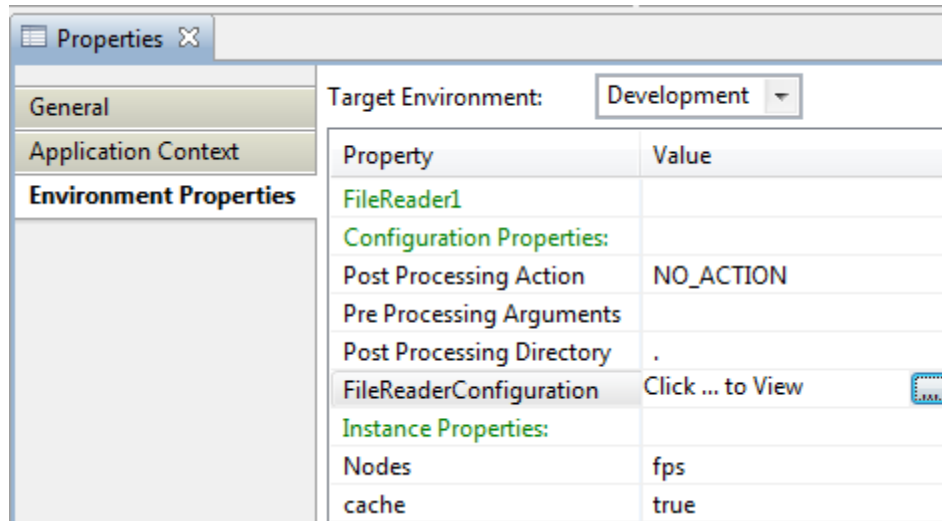 Properties
General
Application Context
Environment Properties
Target Environment: Development
Property Value
FileReader1
Configuration Properties:
Post Processing Action NO_ACTION
Pre Processing Arguments
Post Processing Directory .
FileReaderConfiguration Click ... to View ...
Instance Properties:
Nodes fps
cache true